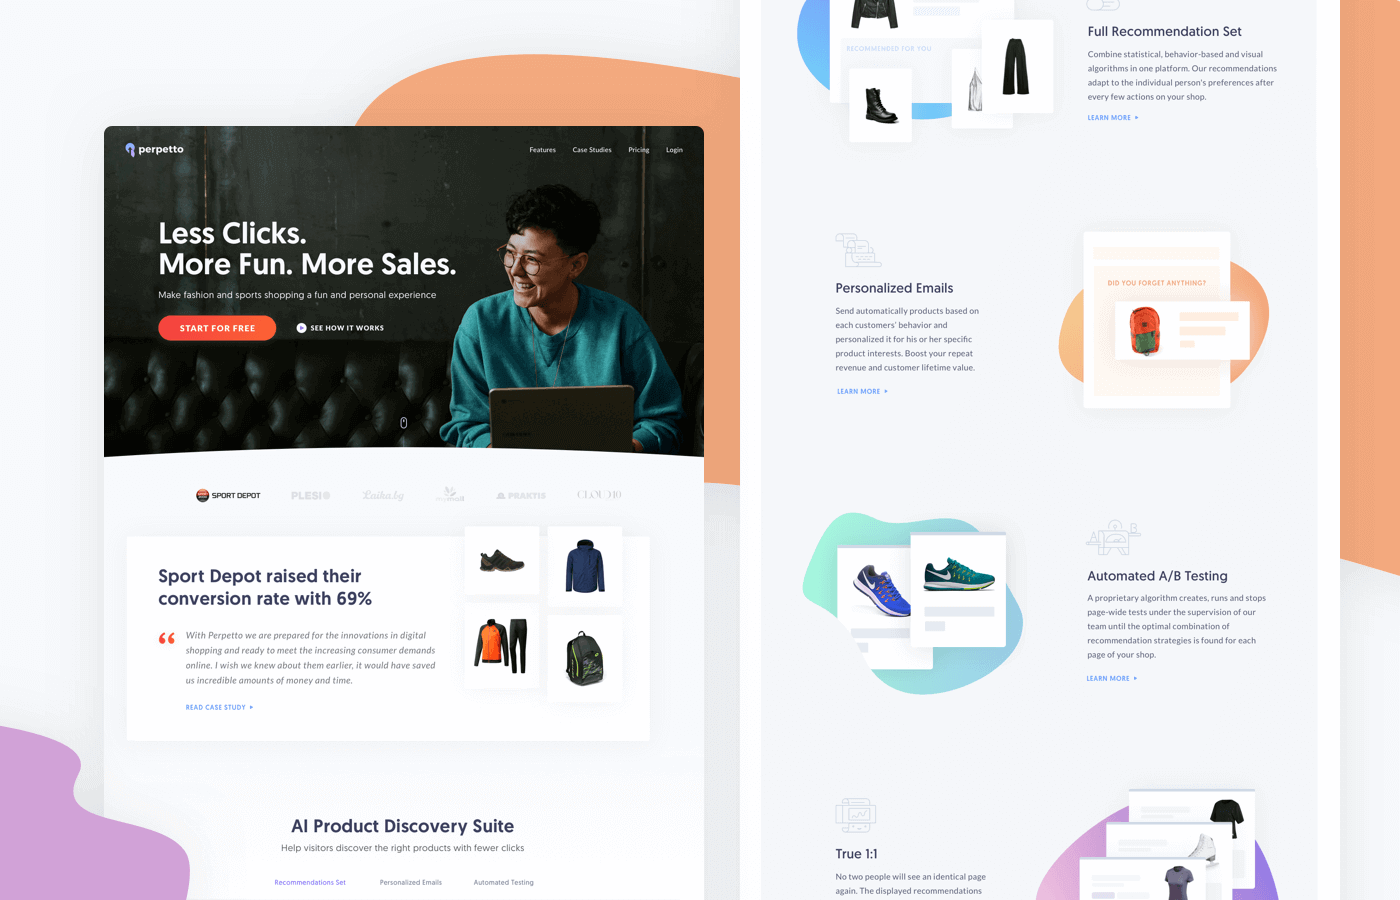 perpetto
Features Case Studies Pricing Login
Less Clicks.
More Fun. More Sales.
Make fashion and sports shopping a fun and personal experience
START FOR FREE SEE HOW IT WORKS
SPORT DEPOT PLESIO Laika.bg mymall PRAKTIS CLOUD10
Sport Depot raised their
conversion rate with 69%
“ With Perpetto we are prepared for the innovations in digital
shopping and ready to meet the increasing consumer demands
online. I wish we knew about them earlier, it would have saved
us incredible amounts of money and time.
READ CASE STUDY
AI Product Discovery Suite
Help visitors discover the right products with fewer clicks
Recommendations Set Personalized Emails Automated Testing
RECOMMENDED FOR YOU
Full Recommendation Set
Combine statistical, behavior-based and visual
algorithms in one platform. Our recommendations
adapt to the individual person's preferences after
every few actions on your shop.
LEARN MORE
Personalized Emails
Send automatically products based on
each customers' behavior and
personalized it for his or her specific
product interests. Boost your repeat
revenue and customer lifetime value.
LEARN MORE
DID YOU FORGET ANYTHING?
A B
Automated A/B Testing
A proprietary algorithm creates, runs and stops
page-wide tests under the supervision of our
team until the optimal combination of
recommendation strategies is found for each
page of your shop.
LEARN MORE
True 1:1
No two people will see an identical page
again. The displayed recommendations